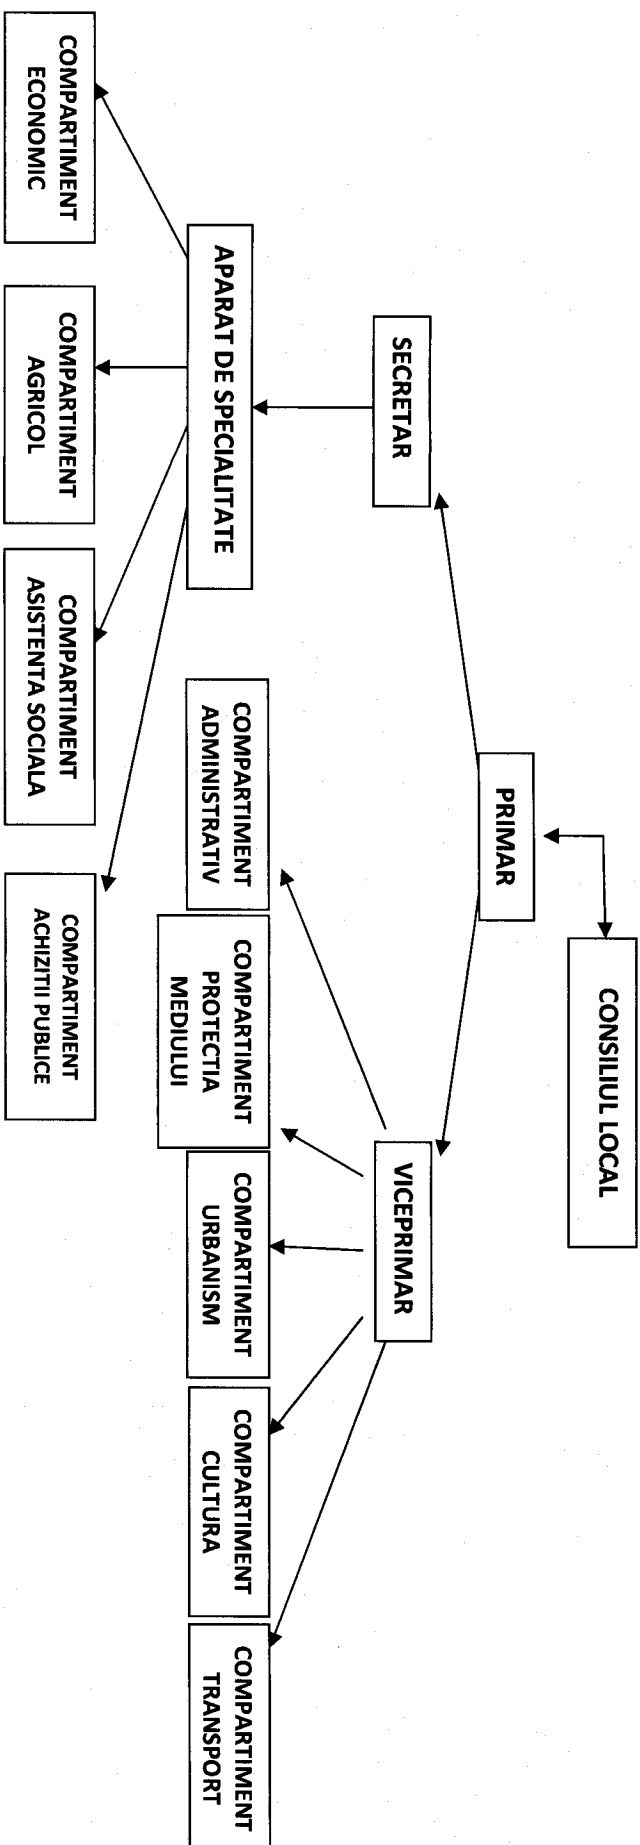 CONSILIUL LOCAL
PRIMAR
SECRETAR
VICEPRIMAR
APARAT DE SPECIALITATE
COMPARTIMENT
ADMINISTRATIV
COMPARTIMENT
PROTECTIA
MEDIULUI
COMPARTIMENT
URBANISM
COMPARTIMENT
CULTURA
COMPARTIMENT
TRANSPORT
COMPARTIMENT
ECONOMIC
COMPARTIMENT
AGRICOL
COMPARTIMENT
ASISTENTA SOCIALA
COMPARTIMENT
ACHIZITII PUBLICE